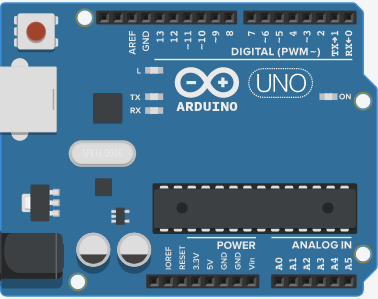 AREF
GND
13
12
~11
~10
~9
8
7
~6
~5
4
~3
2
TX→1
RX←0
DIGITAL (PWM~)
L
TX
RX
UNO
ON
ARDUINO
POWER
ANALOG IN
IOREF
RESET
3.3V
5V
GND
GND
Vin
A0
A1
A2
A3
A4
A5